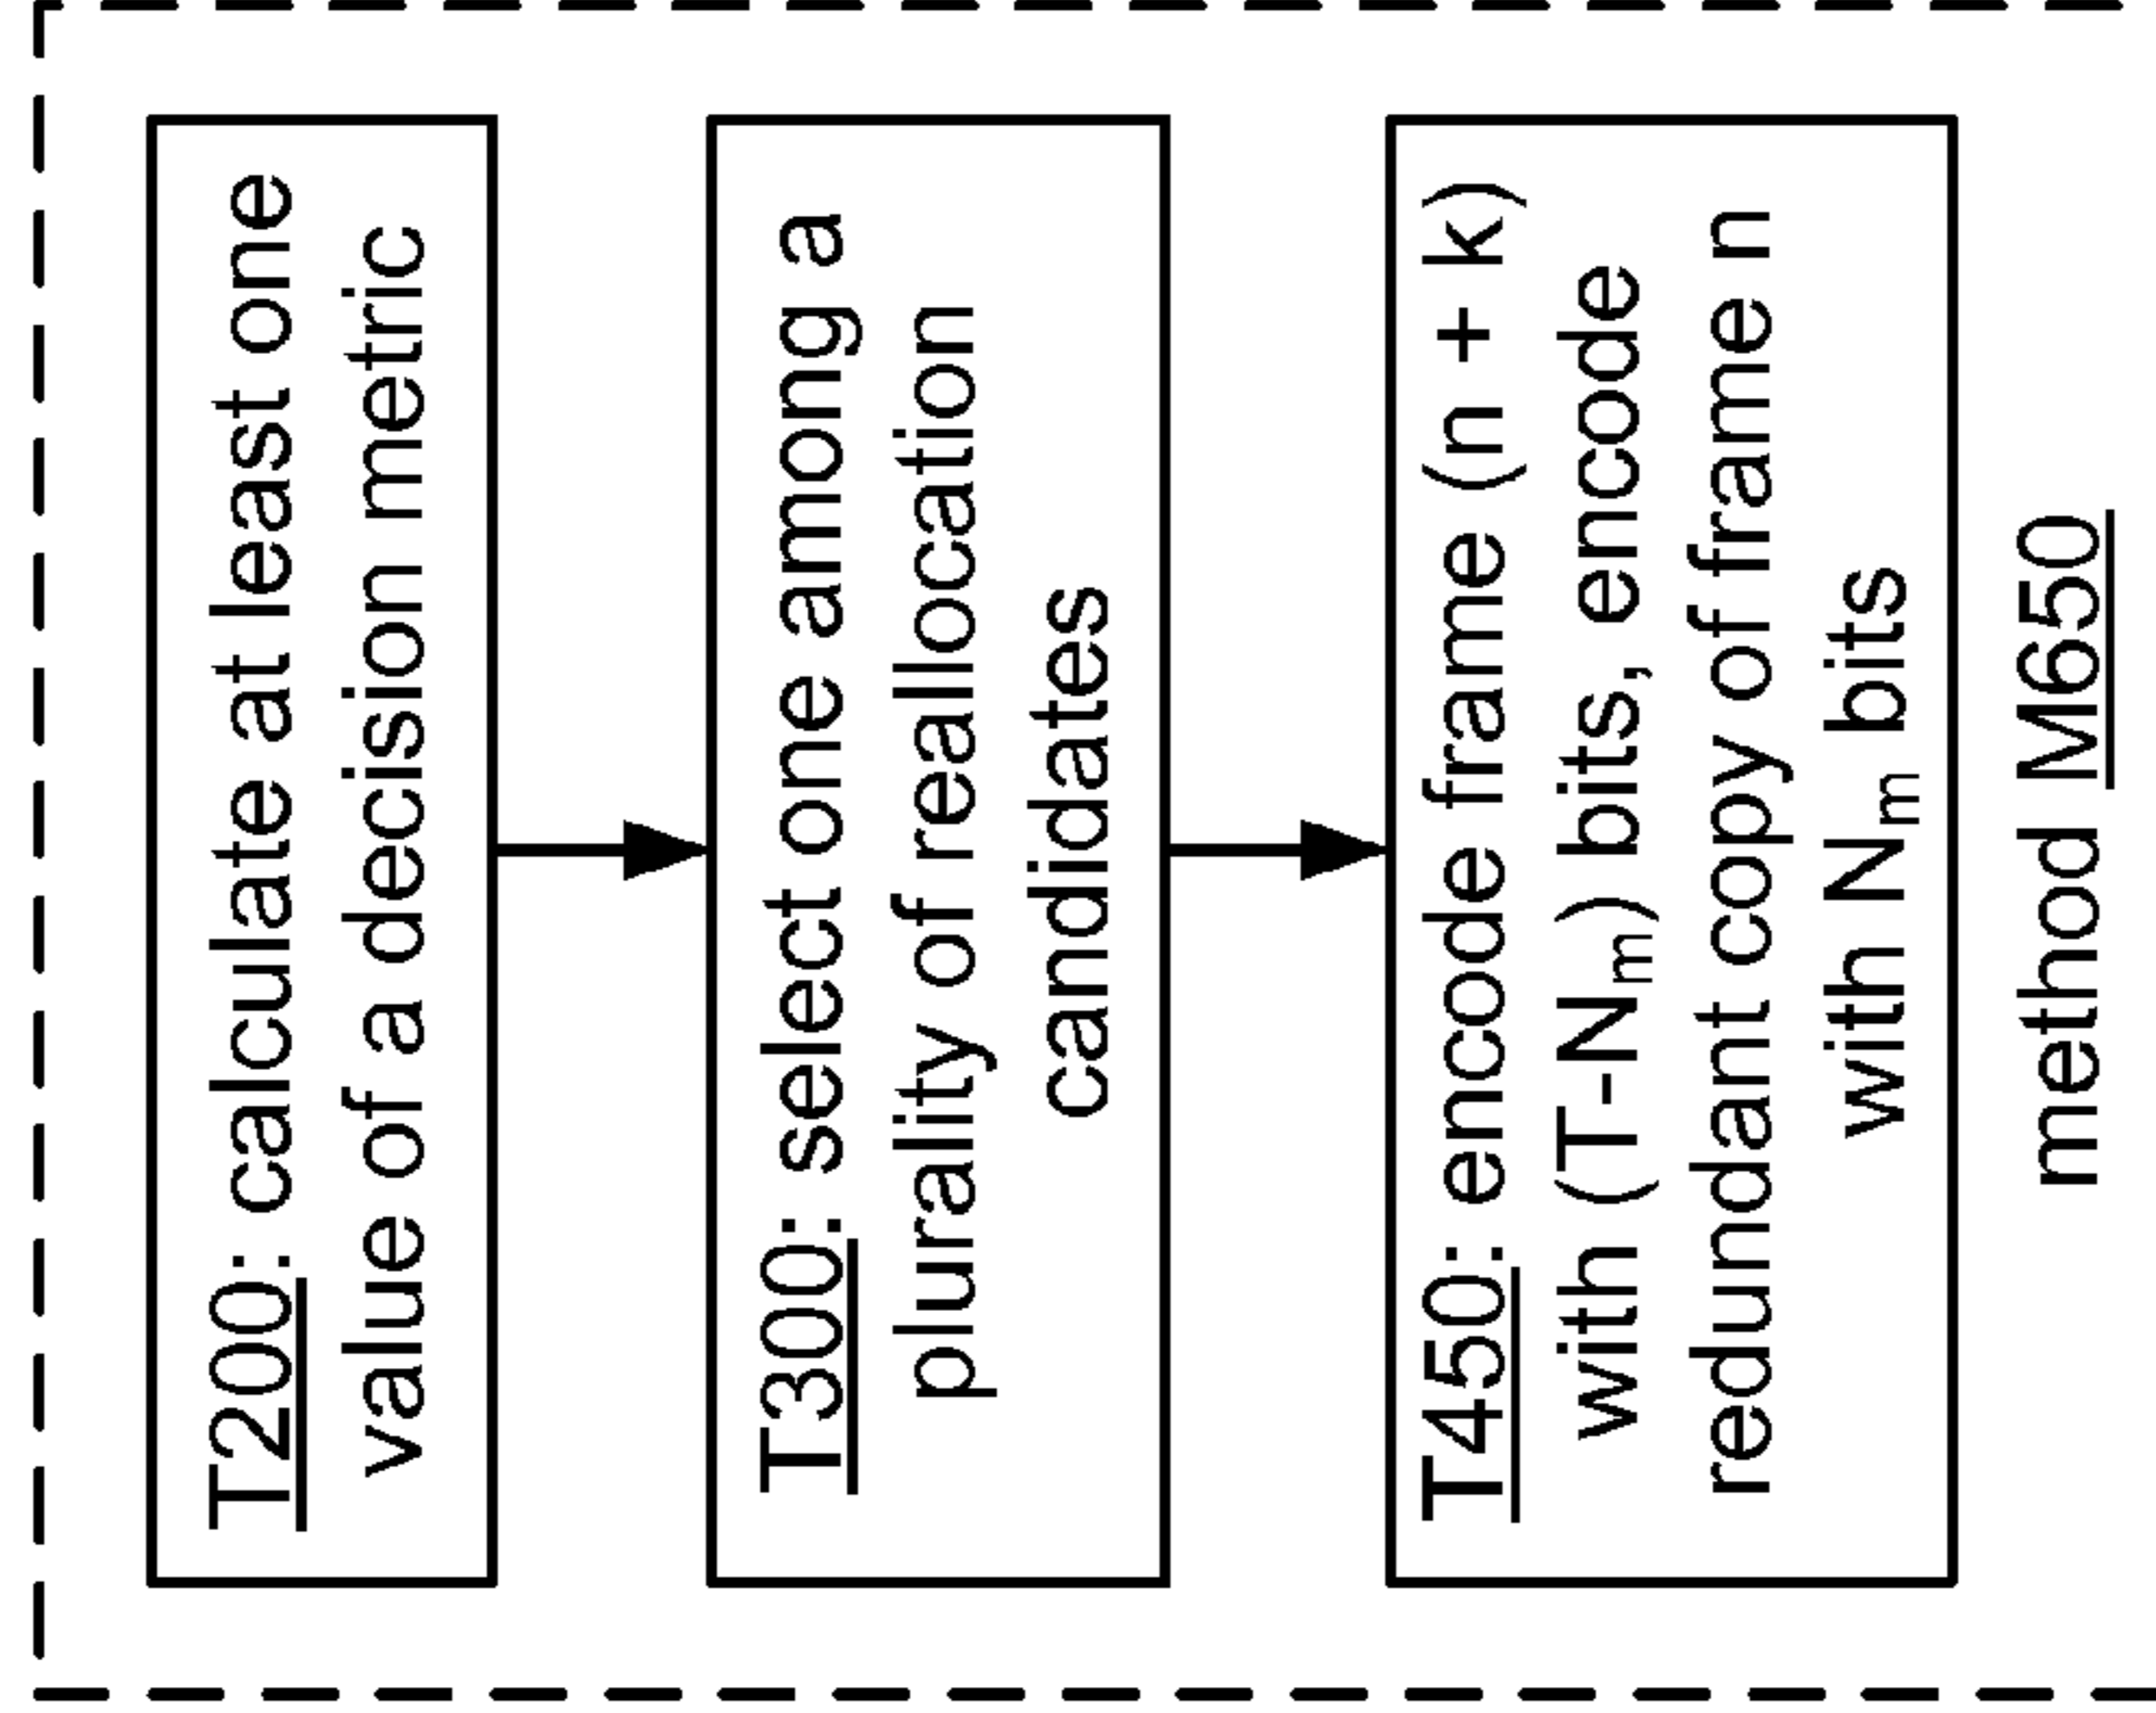 T200: calculate at least one
value of a decision metric
T300: select one among a
plurality of reallocation
candidates
T450: encode frame (n + k)
with (T-Nₘ) bits, encode
redundant copy of frame n
with Nₘ bits
method M650